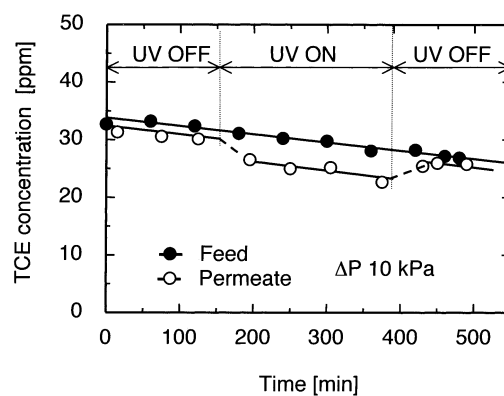 50
UV OFF UV ON UV OFF
40
30
20
10
0
TCE concentration [ppm]
Feed
Permeate ΔP 10 kPa
0 100 200 300 400 500
Time [min]